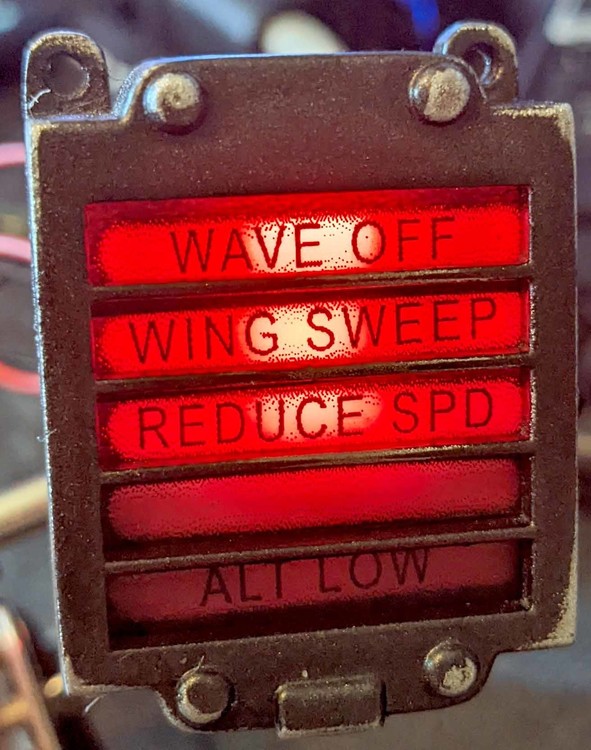 WAVE OFF
WING SWEEP
REDUCE SPD
ALT LOW